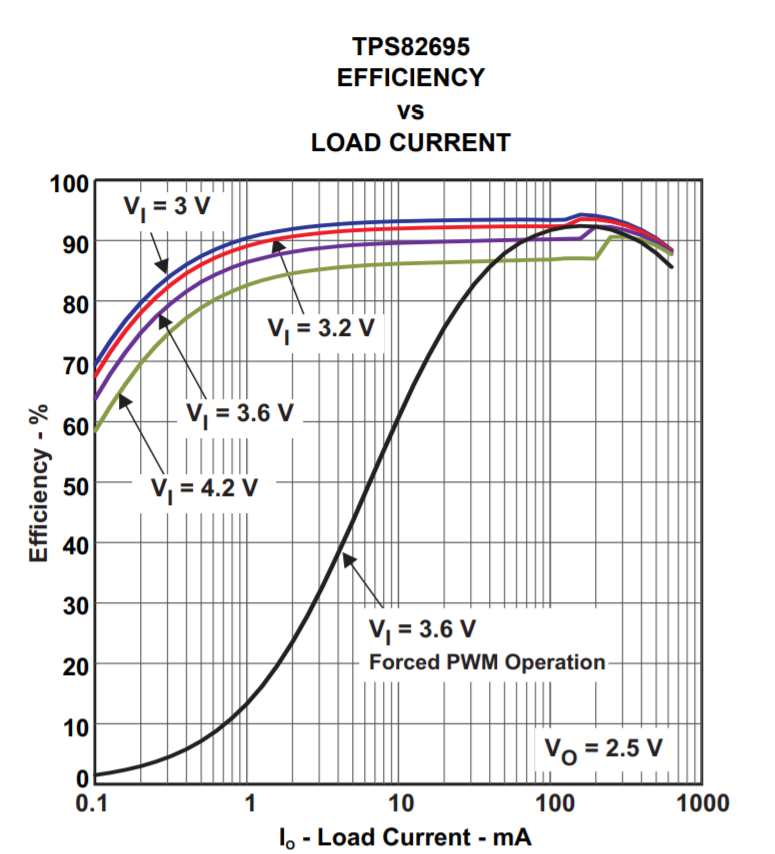 TPS82695
EFFICIENCY
vs
LOAD CURRENT
100
90
80
70
60
50
40
30
20
10
0
Efficiency - %
V_I = 3 V
V_I = 3.2 V
V_I = 3.6 V
V_I = 4.2 V
V_I = 3.6 V
Forced PWM Operation
V_O = 2.5 V
0.1
1
10
100
1000
I_o - Load Current - mA